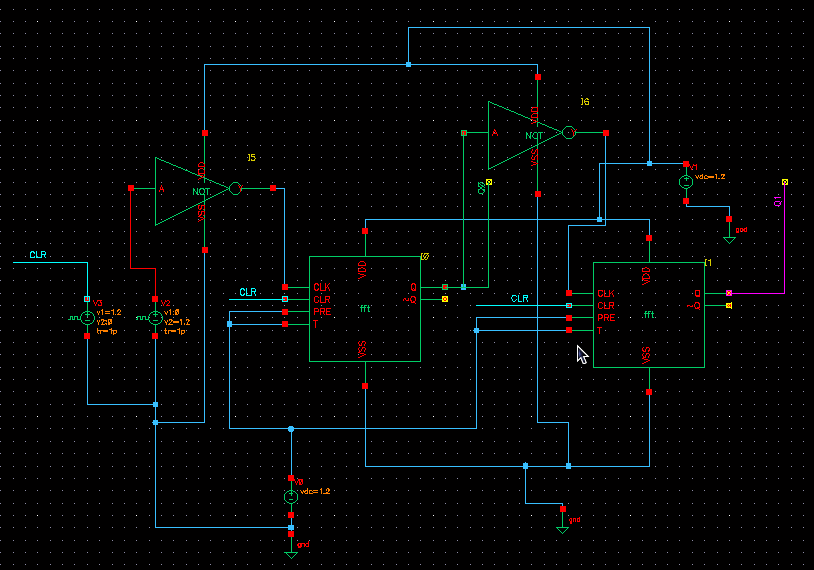 I6
VDD
A
NOT
VSS
I5
VDD
A
NOT
VSS
V1
vdc=1.2
gnd
Q0
Q1
CLR
V3
v1=1.2
v2:0
tr=1p
V2
v1:0
v2=1.2
tr=1p
CLR
I0
VDD
CLK
CLR
PRE
T
Q
~Q
fft
VSS
CLR
I1
VDD
CLK
CLR
PRE
T
Q
~Q
fft
VSS
V0
vdc=1.2
gnd
gnd